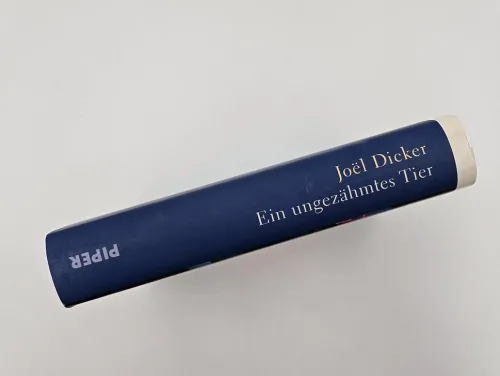 Joël Dicker
Ein ungezähmtes Tier
PIPER